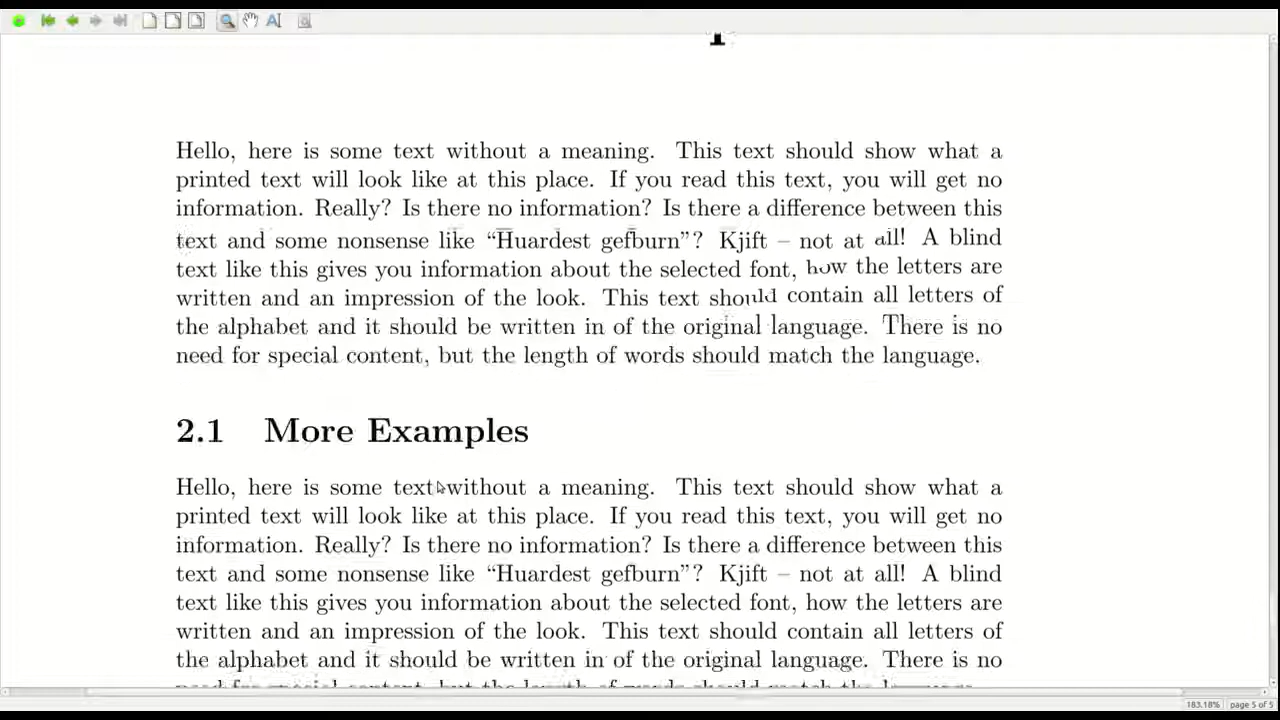 Hello, here is some text without a meaning. This text should show what a
printed text will look like at this place. If you read this text, you will get no
information. Really? Is there no information? Is there a difference between this
text and some nonsense like “Huardest gefburn”? Kjift – not at all! A blind
text like this gives you information about the selected font, how the letters are
written and an impression of the look. This text should contain all letters of
the alphabet and it should be written in of the original language. There is no
need for special content, but the length of words should match the language.
2.1 More Examples
Hello, here is some text without a meaning. This text should show what a
printed text will look like at this place. If you read this text, you will get no
information. Really? Is there no information? Is there a difference between this
text and some nonsense like “Huardest gefburn”? Kjift – not at all! A blind
text like this gives you information about the selected font, how the letters are
written and an impression of the look. This text should contain all letters of
the alphabet and it should be written in of the original language. There is no
183.18% page 5 of 5